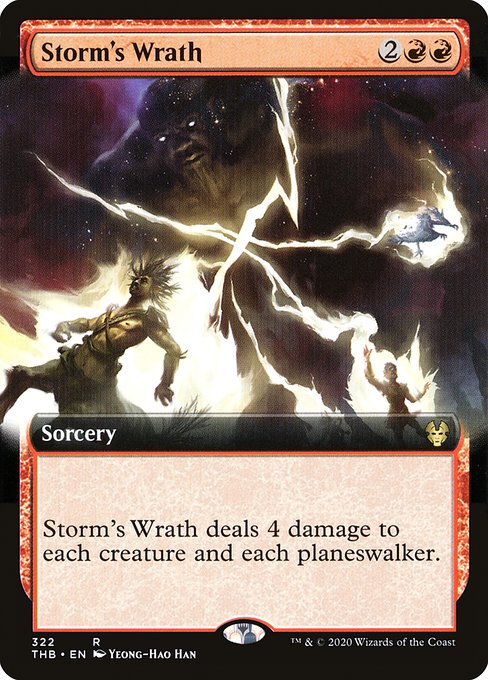 Storm's Wrath 2
Sorcery
Storm's Wrath deals 4 damage to
each creature and each planeswalker.
322 R
THB • EN Yeong-Hao Han
™ & © 2020 Wizards of the Coast